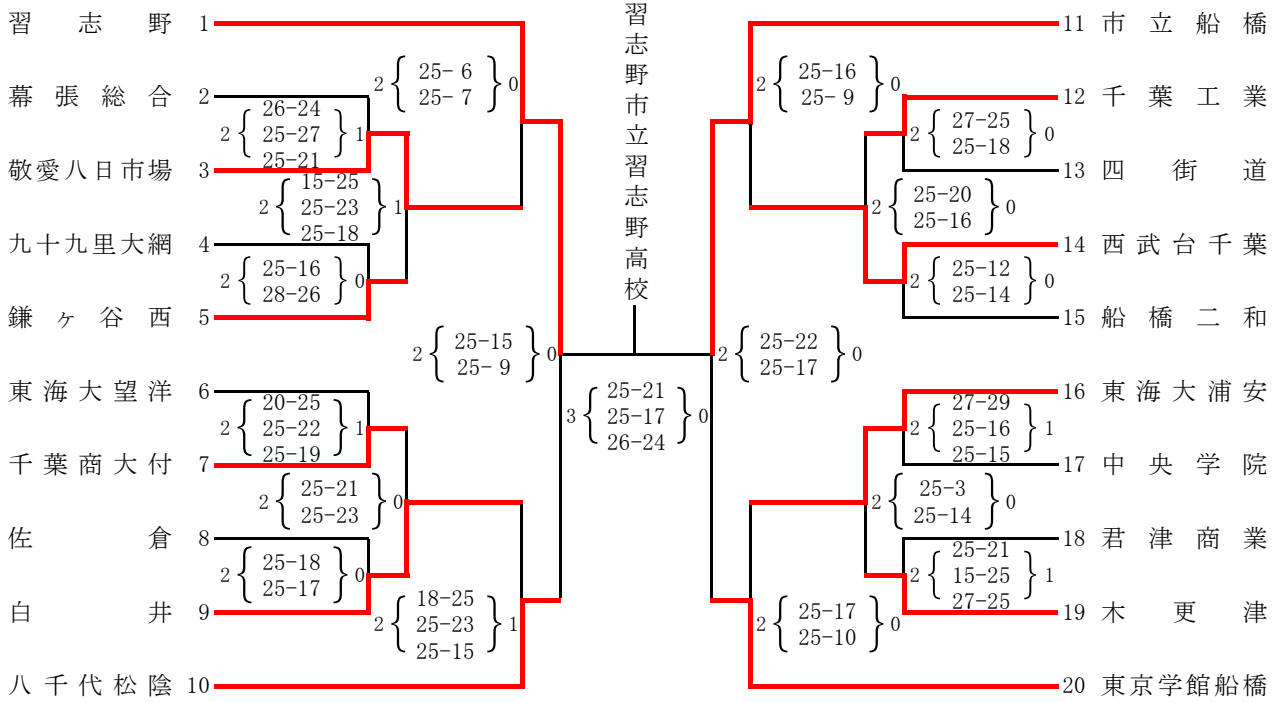 習志野 1
2 25- 6 0
25- 7
幕張総合 2
2 26-24 1
25-27
25-21
敬愛八日市場 3
2 15-25 1
25-23
25-18
九十九里大網 4
2 25-16 0
28-26
鎌ヶ谷西 5
2 25-15 0
25- 9
東海大望洋 6
2 20-25 1
25-22
25-19
千葉商大付 7
2 25-21 0
25-23
佐倉 8
2 25-18 0
25-17
白井 9
2 18-25 1
25-23
25-15
八千代松陰 10
習志野市立習志野高校
3 25-21 0
25-17
26-24
11 市立船橋
2 25-16 0
25- 9
12 千葉工業
2 27-25 0
25-18
13 四街道
2 25-20 0
25-16
14 西武台千葉
2 25-12 0
25-14
15 船橋二和
2 25-22 0
25-17
16 東海大浦安
2 27-29 1
25-16
25-15
17 中央学院
2 25-3 0
25-14
18 君津商業
2 25-21 1
15-25
27-25
19 木更津
2 25-17 0
25-10
20 東京学館船橋